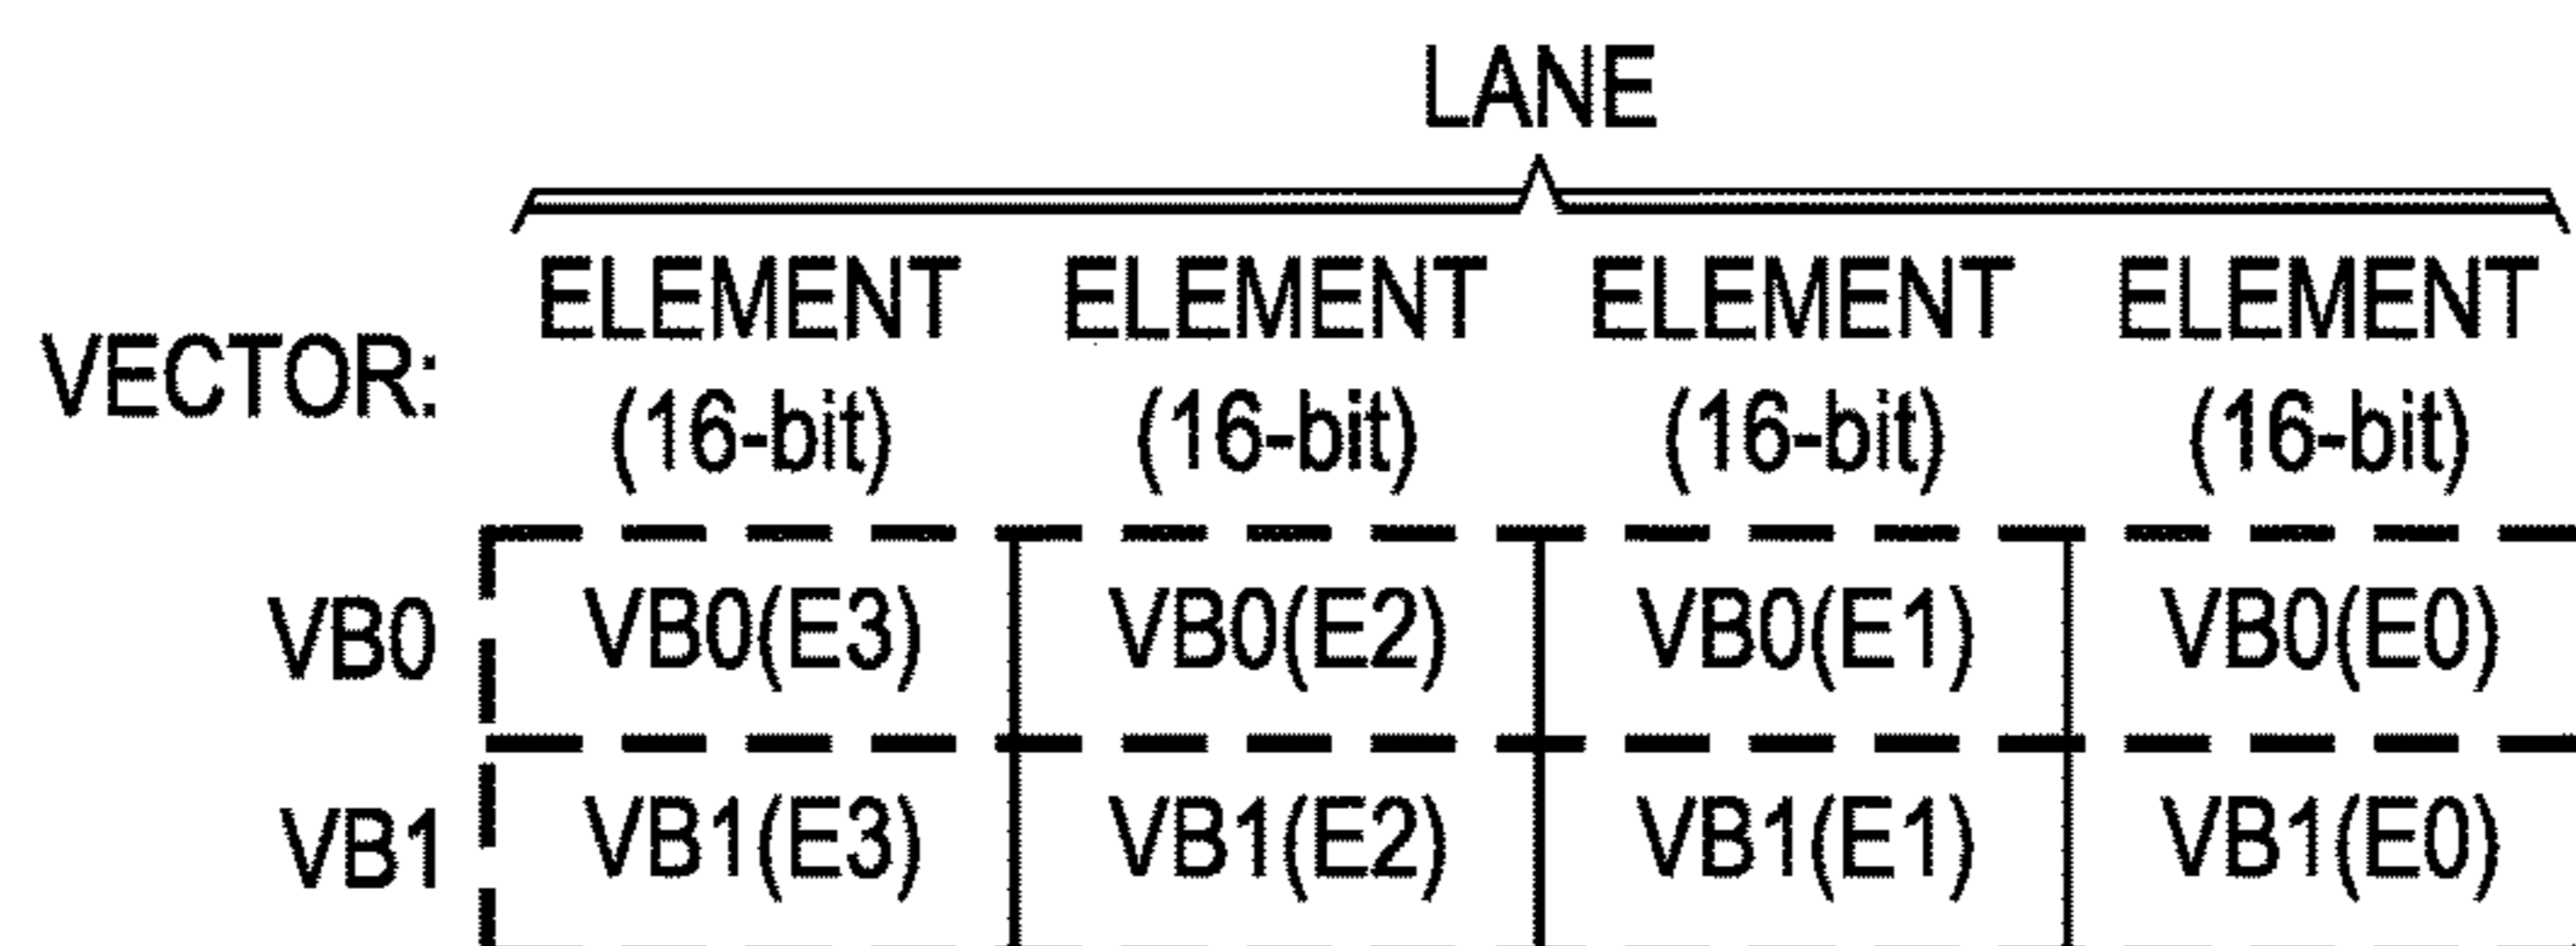 LANE
ELEMENT ELEMENT ELEMENT ELEMENT
VECTOR:
(16-bit) (16-bit) (16-bit) (16-bit)
VB0 VB0(E3) VB0(E2) VB0(E1) VB0(E0)
VB1 VB1(E3) VB1(E2) VB1(E1) VB1(E0)